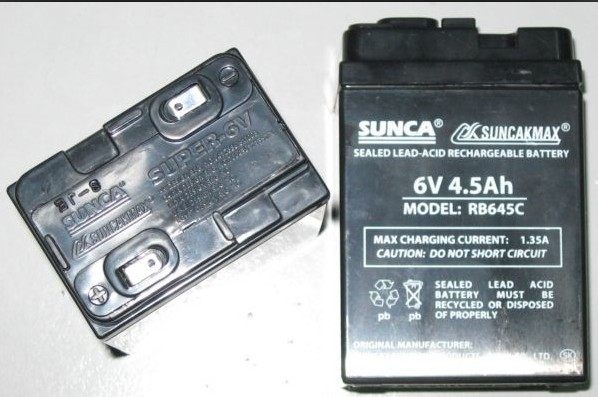 SUPER-6V
SUNCA®
SUNCAKMAX®
SUNCA® SUNCAKMAX®
SEALED LEAD-ACID RECHARGEABLE BATTERY
6V 4.5Ah
MODEL: RB645C
MAX CHARGING CURRENT: 1.35A
CAUTION: DO NOT SHORT CIRCUIT
SEALED LEAD ACID
BATTERY MUST BE
RECYCLED OR DISPOSED
OF PROPERLY
pb pb
ORIGINAL MANUFACTURER:
LTD.